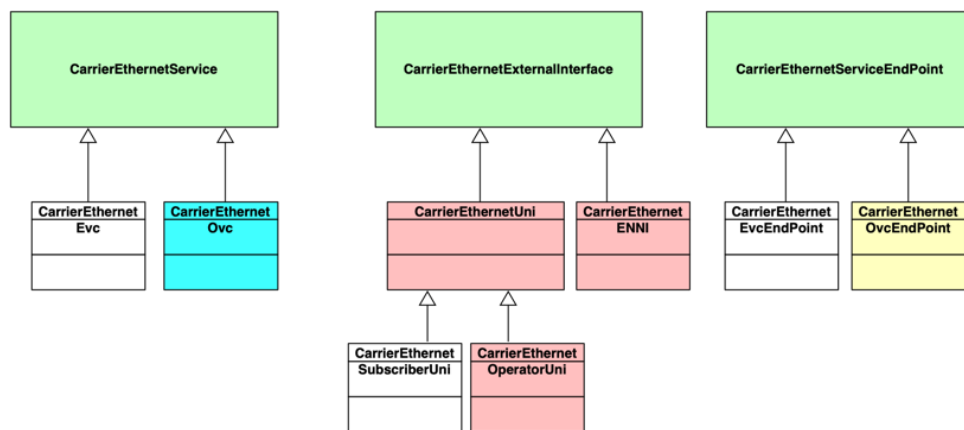 CarrierEthernetService
CarrierEthernetExternalInterface
CarrierEthernetServiceEndPoint
CarrierEthernet
Evc
CarrierEthernet
Ovc
CarrierEthernetUni
CarrierEthernet
ENNI
CarrierEthernet
EvcEndPoint
CarrierEthernet
OvcEndPoint
CarrierEthernet
SubscriberUni
CarrierEthernet
OperatorUni